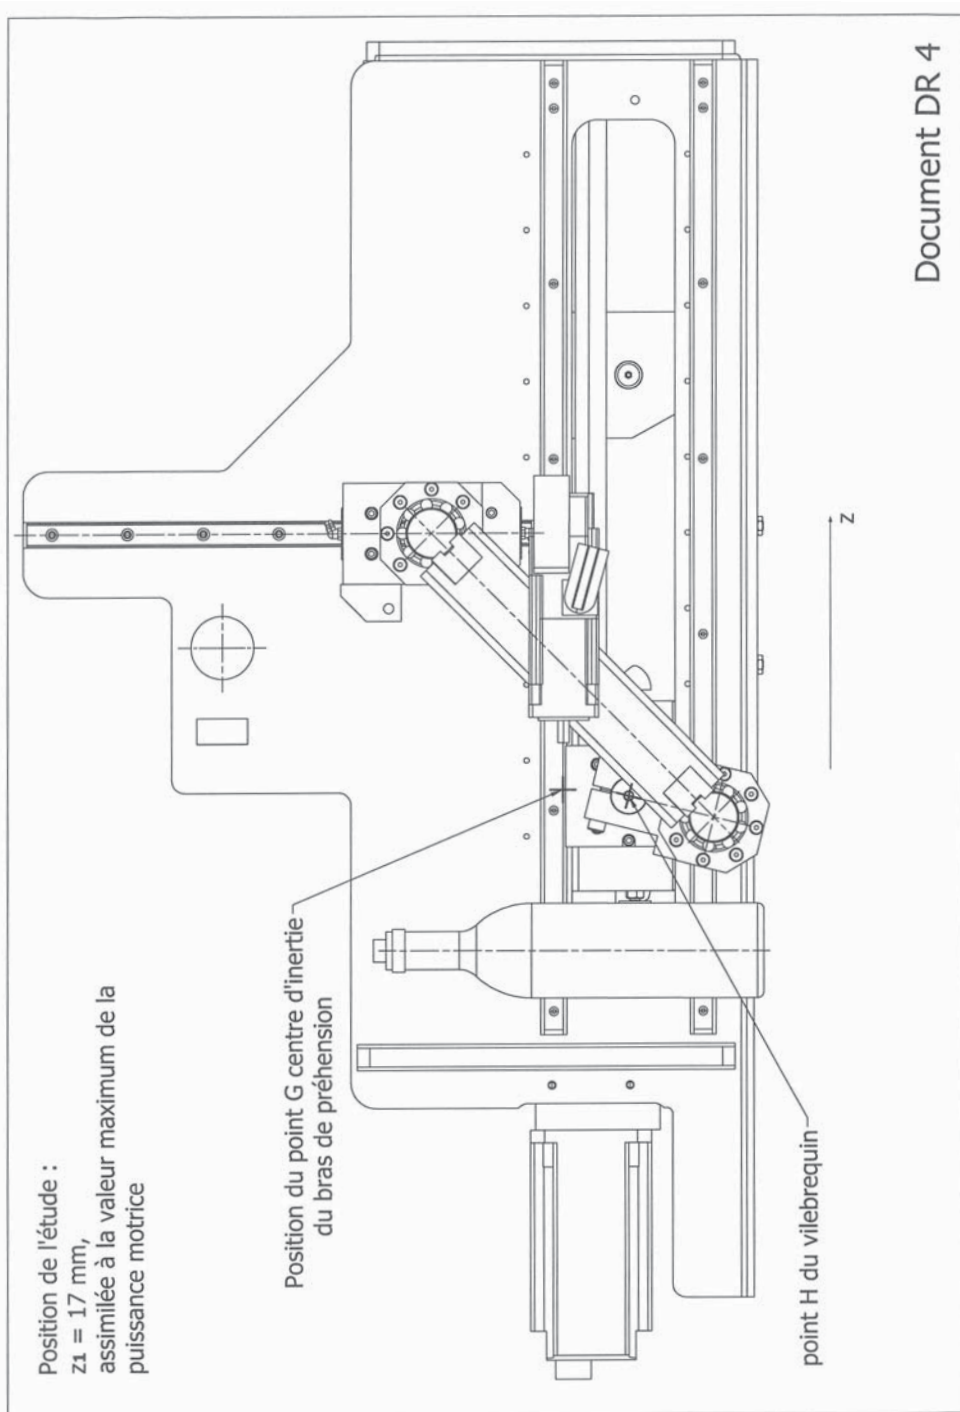 Position de l'étude :
z1 = 17 mm,
assimilée à la valeur maximum de la
puissance motrice
Position du point G centre d'inertie
du bras de préhension
point H du vilebrequin
z
Document DR 4